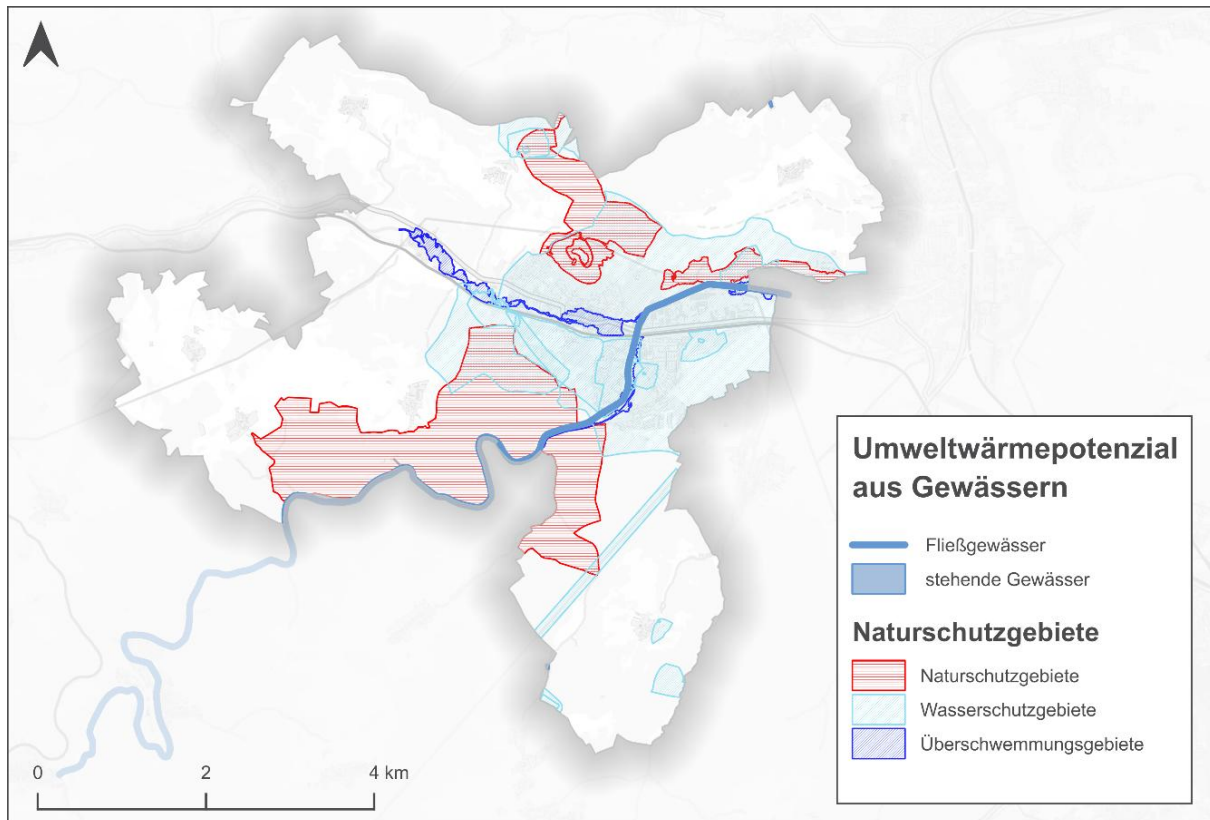 Umweltwärmepotenzial
aus Gewässern
Fließgewässer
stehende Gewässer
Naturschutzgebiete
Naturschutzgebiete
Wasserschutzgebiete
Überschwemmungsgebiete
0 2 4 km